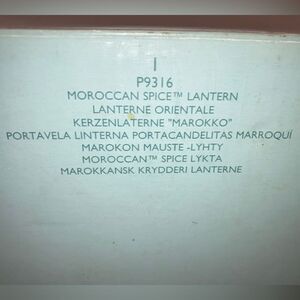 1
P9316
MOROCCAN SPICE™ LANTERN
LANTERNE ORIENTALE
KERZENLATERNE "MAROKKO"
PORTAVELA LINTERNA PORTACANDELITAS MARROQUÍ
MAROKON MAUSTE -LYHTY
MOROCCAN™ SPICE LYKTA
MAROKKANSK KRYDDERI LANTERNE